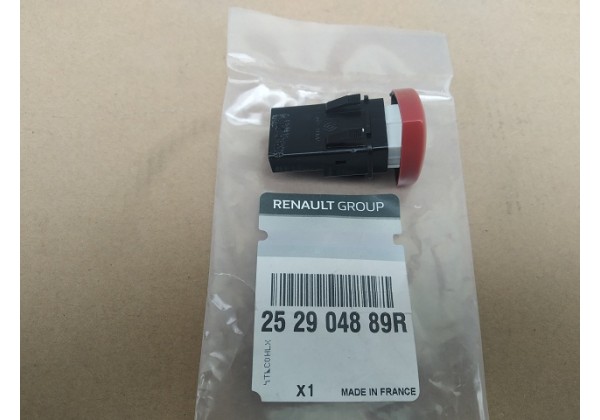 RENAULT GROUP
25 29 048 89R
X1
MADE IN FRANCE